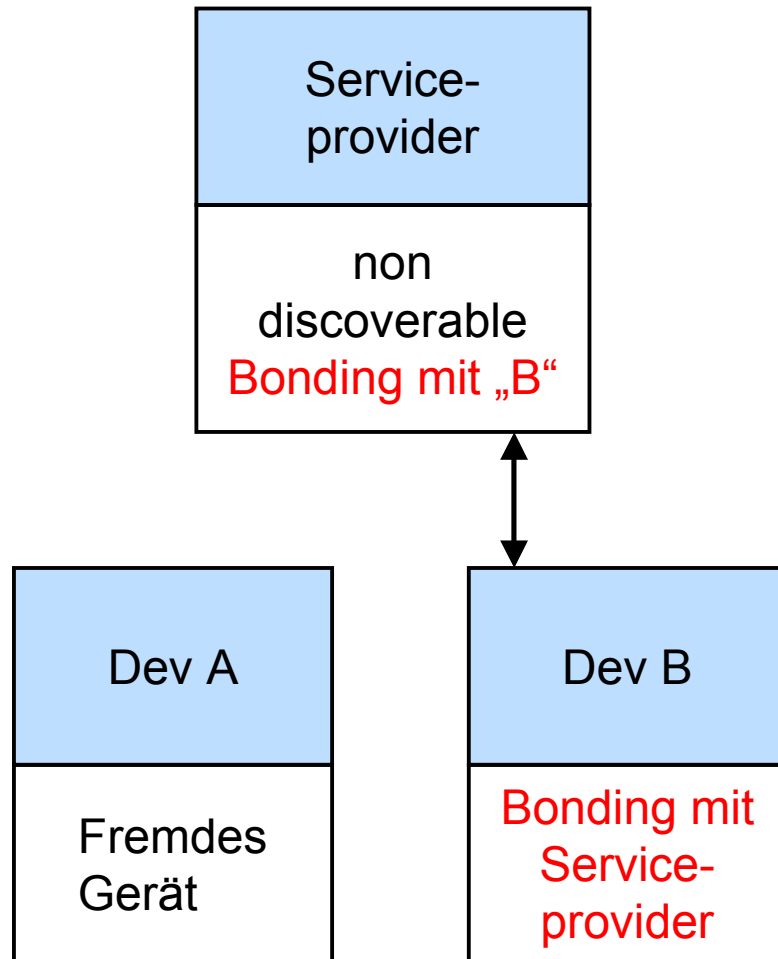 Service-
provider
non
discoverable
Bonding mit „B“
Dev A
Fremdes
Gerät
Dev B
Bonding mit
Service-
provider